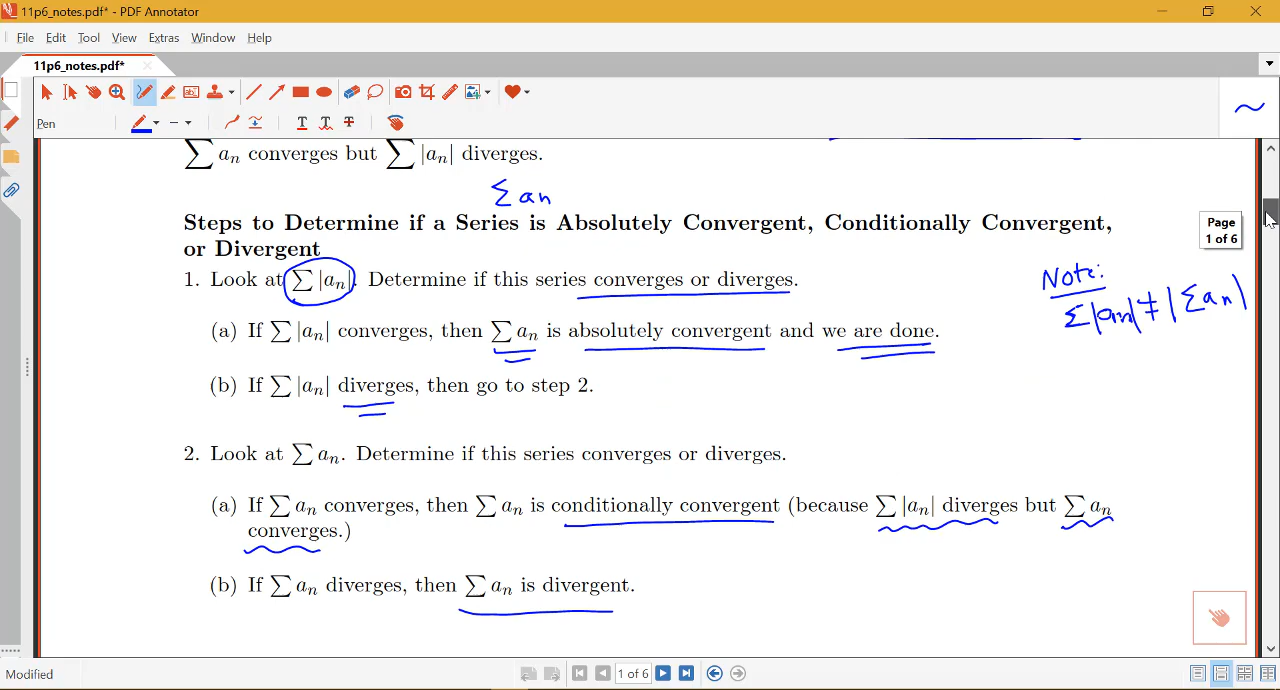 11p6_notes.pdf* - PDF Annotator
File Edit Tool View Extras Window Help
11p6_notes.pdf*
Pen
∑ aₙ converges but ∑ |aₙ| diverges.
∑ an
Steps to Determine if a Series is Absolutely Convergent, Conditionally Convergent,
or Divergent
Page
1 of 6
1. Look at ∑ |aₙ|. Determine if this series converges or diverges.
Note:
∑|an| ≠ |∑an|
(a) If ∑ |aₙ| converges, then ∑ aₙ is absolutely convergent and we are done.
(b) If ∑ |aₙ| diverges, then go to step 2.
2. Look at ∑ aₙ. Determine if this series converges or diverges.
(a) If ∑ aₙ converges, then ∑ aₙ is conditionally convergent (because ∑ |aₙ| diverges but ∑ aₙ
converges.)
(b) If ∑ aₙ diverges, then ∑ aₙ is divergent.
Modified
1 of 6